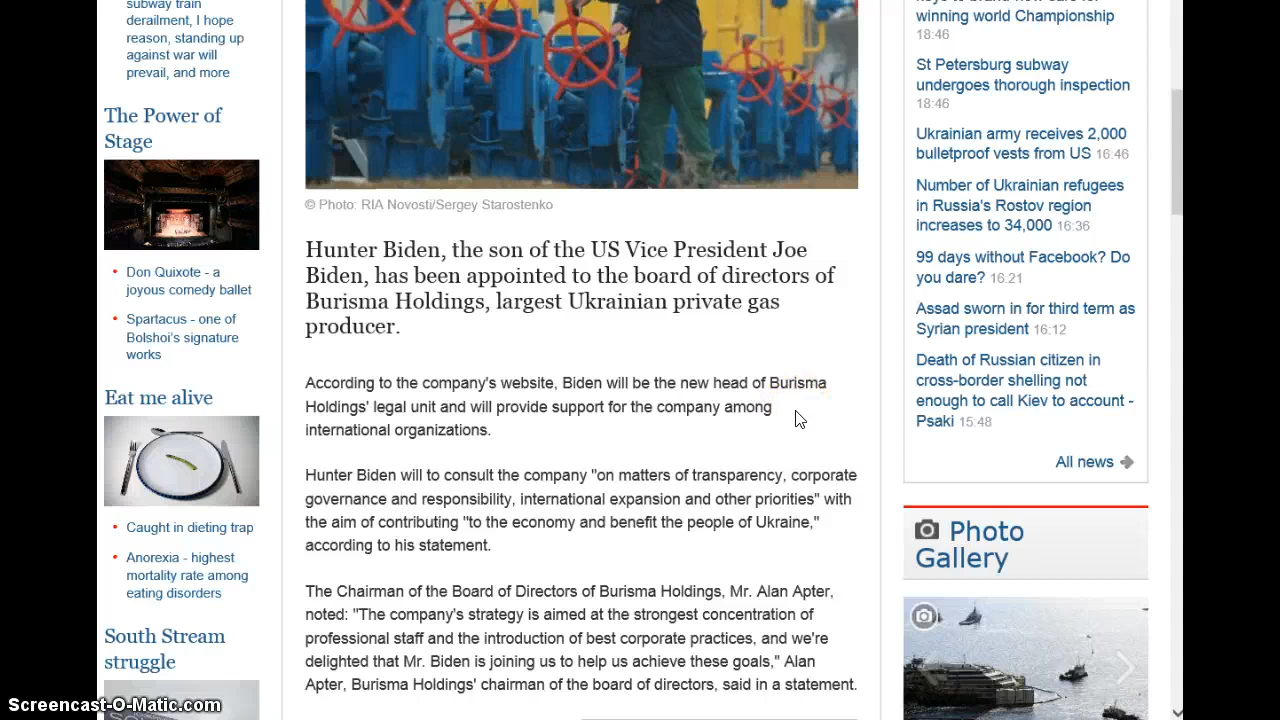 subway train
derailment, I hope
reason, standing up
against war will
prevail, and more
The Power of
Stage
Don Quixote - a
joyous comedy ballet
Spartacus - one of
Bolshoi's signature
works
Eat me alive
Caught in dieting trap
Anorexia - highest
mortality rate among
eating disorders
South Stream
struggle
© Photo: RIA Novosti/Sergey Starostenko
Hunter Biden, the son of the US Vice President Joe
Biden, has been appointed to the board of directors of
Burisma Holdings, largest Ukrainian private gas
producer.
According to the company's website, Biden will be the new head of Burisma
Holdings' legal unit and will provide support for the company among
international organizations.
Hunter Biden will to consult the company "on matters of transparency, corporate
governance and responsibility, international expansion and other priorities" with
the aim of contributing "to the economy and benefit the people of Ukraine,"
according to his statement.
The Chairman of the Board of Directors of Burisma Holdings, Mr. Alan Apter,
noted: "The company's strategy is aimed at the strongest concentration of
professional staff and the introduction of best corporate practices, and we're
delighted that Mr. Biden is joining us to help us achieve these goals," Alan
Apter, Burisma Holdings' chairman of the board of directors, said in a statement.
winning world Championship
18:46
St Petersburg subway
undergoes thorough inspection
18:46
Ukrainian army receives 2,000
bulletproof vests from US 16:46
Number of Ukrainian refugees
in Russia's Rostov region
increases to 34,000 16:36
99 days without Facebook? Do
you dare? 16:21
Assad sworn in for third term as
Syrian president 16:12
Death of Russian citizen in
cross-border shelling not
enough to call Kiev to account -
Psaki 15:48
All news
Photo
Gallery
Screencast-O-Matic.com